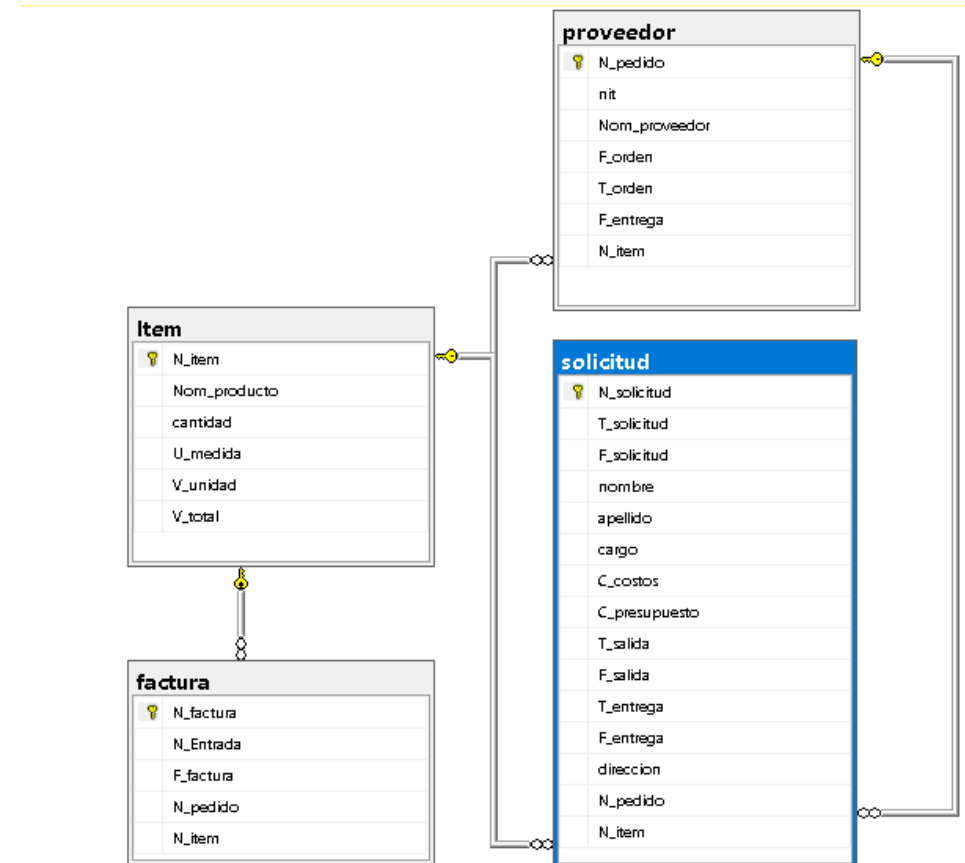 proveedor
N_pedido
nit
Nom_proveedor
F_orden
T_orden
F_entrega
N_item
Item
N_item
Nom_producto
cantidad
U_medida
V_unidad
V_total
solicitud
N_solicitud
T_solicitud
F_solicitud
nombre
apellido
cargo
C_costos
C_presupuesto
T_salida
F_salida
T_entrega
F_entrega
direccion
N_pedido
N_item
factura
N_factura
N_Entrada
F_factura
N_pedido
N_item